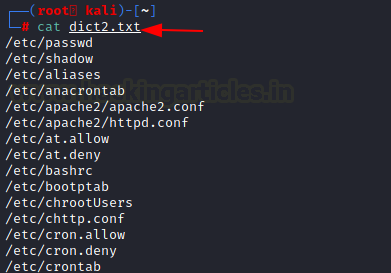 (root kali)-[~]
# cat dict2.txt
/etc/passwd
/etc/shadow
/etc/aliases
/etc/anacrontab
/etc/apache2/apache2.conf
/etc/apache2/httpd.conf
/etc/at.allow
/etc/at.deny
/etc/bashrc
/etc/bootptab
/etc/chrootUsers
/etc/chttp.conf
/etc/cron.allow
/etc/cron.deny
/etc/crontab